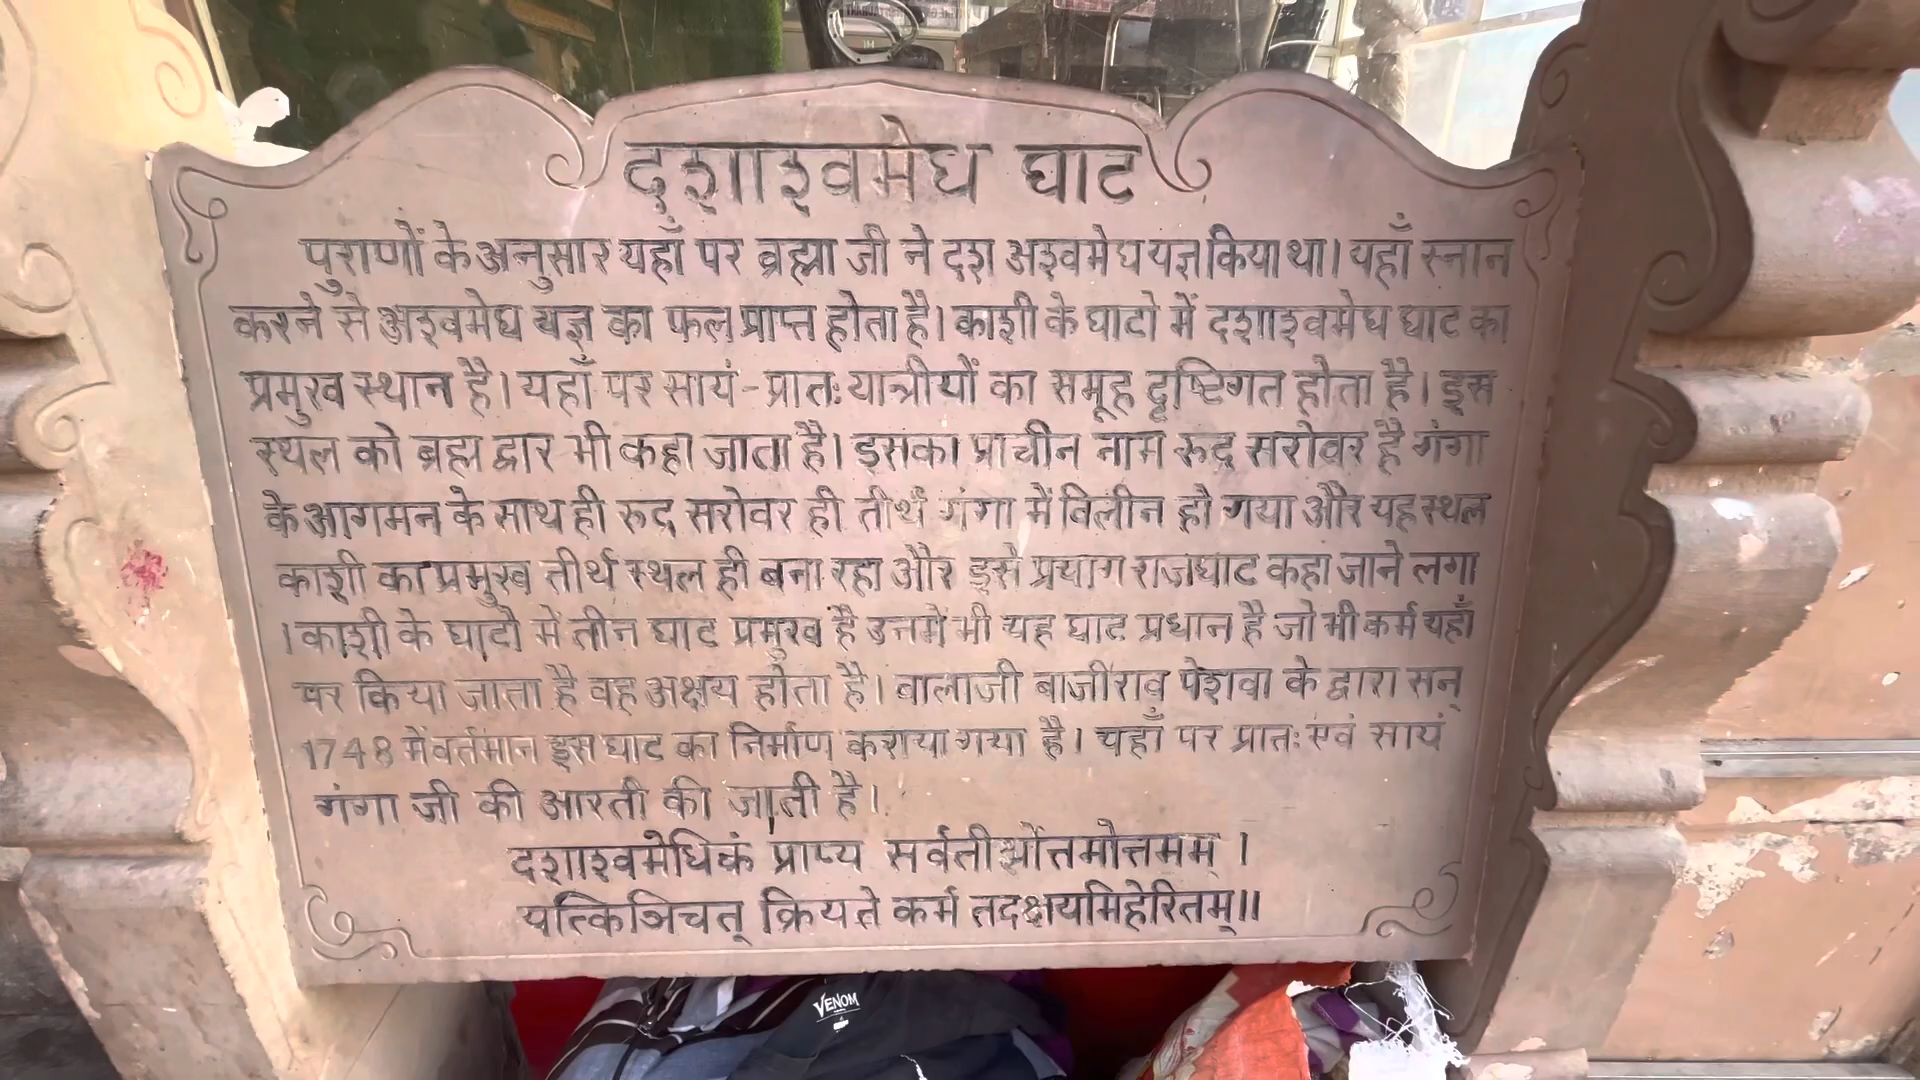 दशाश्वमेध घाट
पुराणों के अनुसार यहाँ पर ब्रह्मा जी ने दश अश्वमेध यज्ञ किया था। यहाँ स्नान
करने से अश्वमेध यज्ञ का फल प्राप्त होता है। काशी के घाटो में दशाश्वमेध घाट का
प्रमुख स्थान है। यहाँ पर सायं-प्रातः यात्रीयों का समूह दृष्टिगत होता है। इस
स्थल को ब्रह्म द्वार भी कहा जाता है। इसका प्राचीन नाम रुद्र सरोवर है गंगा
के आगमन के साथ ही रुद्र सरोवर ही तीर्थ गंगा में विलीन हो गया और यह स्थल
काशी का प्रमुख तीर्थ स्थल ही बना रहा और इसे प्रयाग राजघाट कहा जाने लगा
। काशी के घाटों में तीन घाट प्रमुख है उनमें भी यह घाट प्रधान है जो भी कर्म यहाँ
पर किया जाता है वह अक्षय होता है। बालाजी बाजीराव पेशवा के द्वारा सन्
1748 में वर्तमान इस घाट का निर्माण कराया गया है। यहाँ पर प्रातः एवं सायं
गंगा जी की आरती की जाती है।
दशाश्वमेधिकं प्राप्य सर्वतीर्थोत्तमोत्तमम् ।
यत्किञिचत् क्रियते कर्म तदक्षयमिहेरितम्॥
VENOM